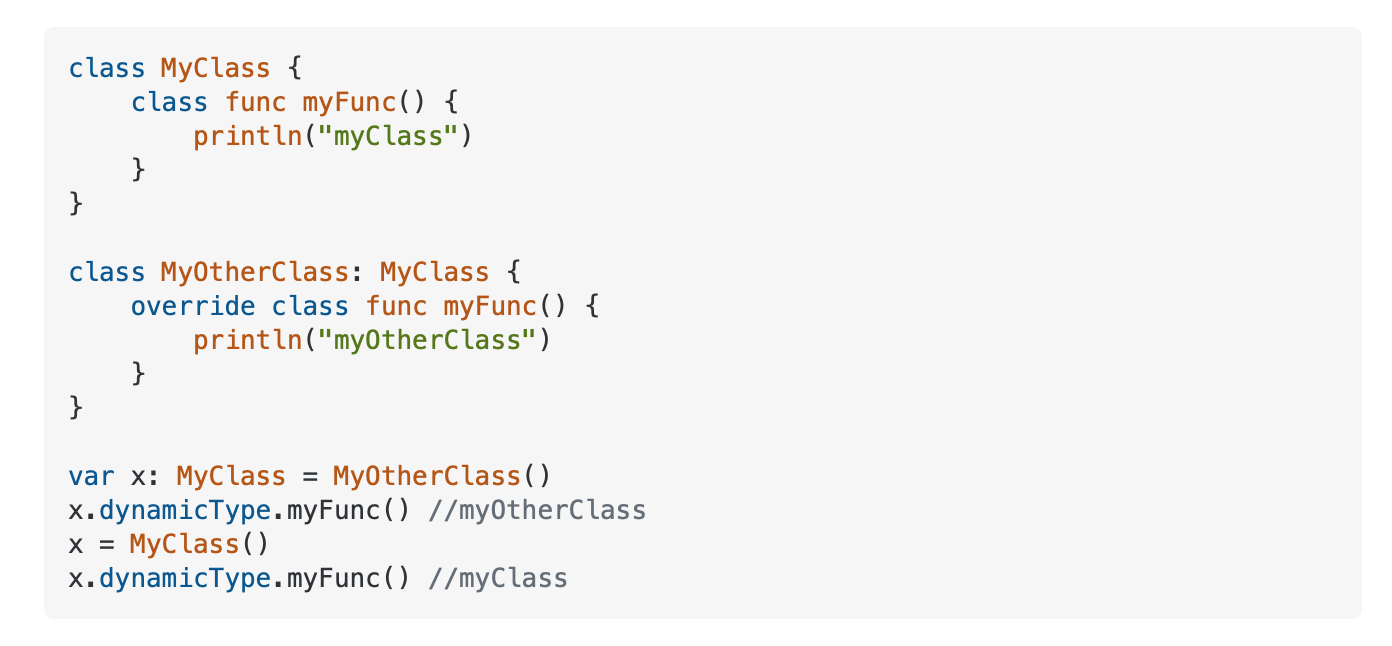 class MyClass {
    class func myFunc() {
        println("myClass")
    }
}

class MyOtherClass: MyClass {
    override class func myFunc() {
        println("myOtherClass")
    }
}

var x: MyClass = MyOtherClass()
x.dynamicType.myFunc() //myOtherClass
x = MyClass()
x.dynamicType.myFunc() //myClass